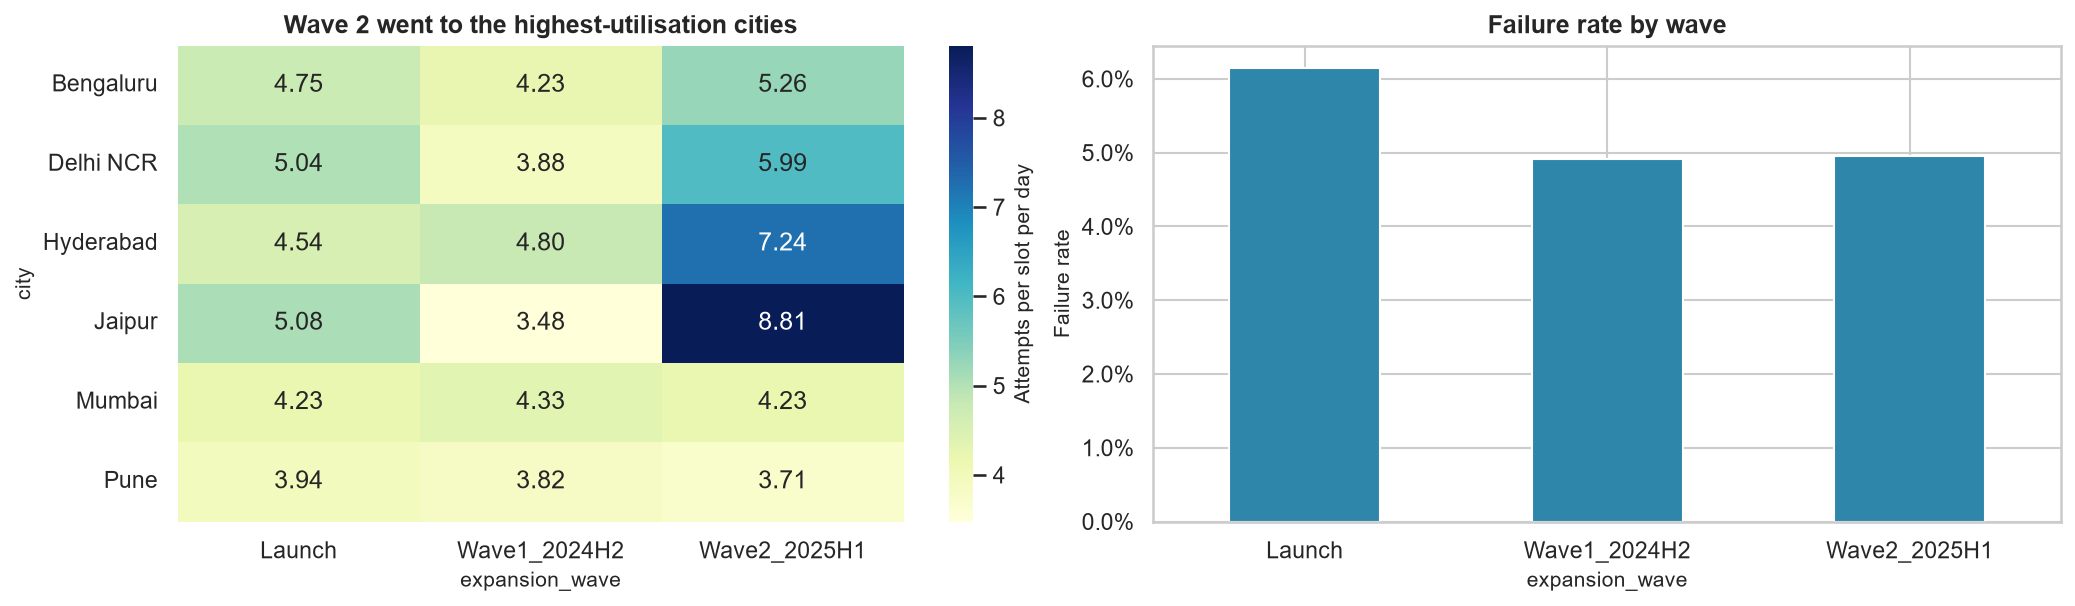 Wave 2 went to the highest-utilisation cities
city
Bengaluru 4.75 4.23 5.26
Delhi NCR 5.04 3.88 5.99
Hyderabad 4.54 4.80 7.24
Jaipur 5.08 3.48 8.81
Mumbai 4.23 4.33 4.23
Pune 3.94 3.82 3.71
Launch Wave1_2024H2 Wave2_2025H1
expansion_wave
8
7
6
5
4
Attempts per slot per day
Failure rate by wave
Failure rate
6.0%
5.0%
4.0%
3.0%
2.0%
1.0%
0.0%
Launch Wave1_2024H2 Wave2_2025H1
expansion_wave